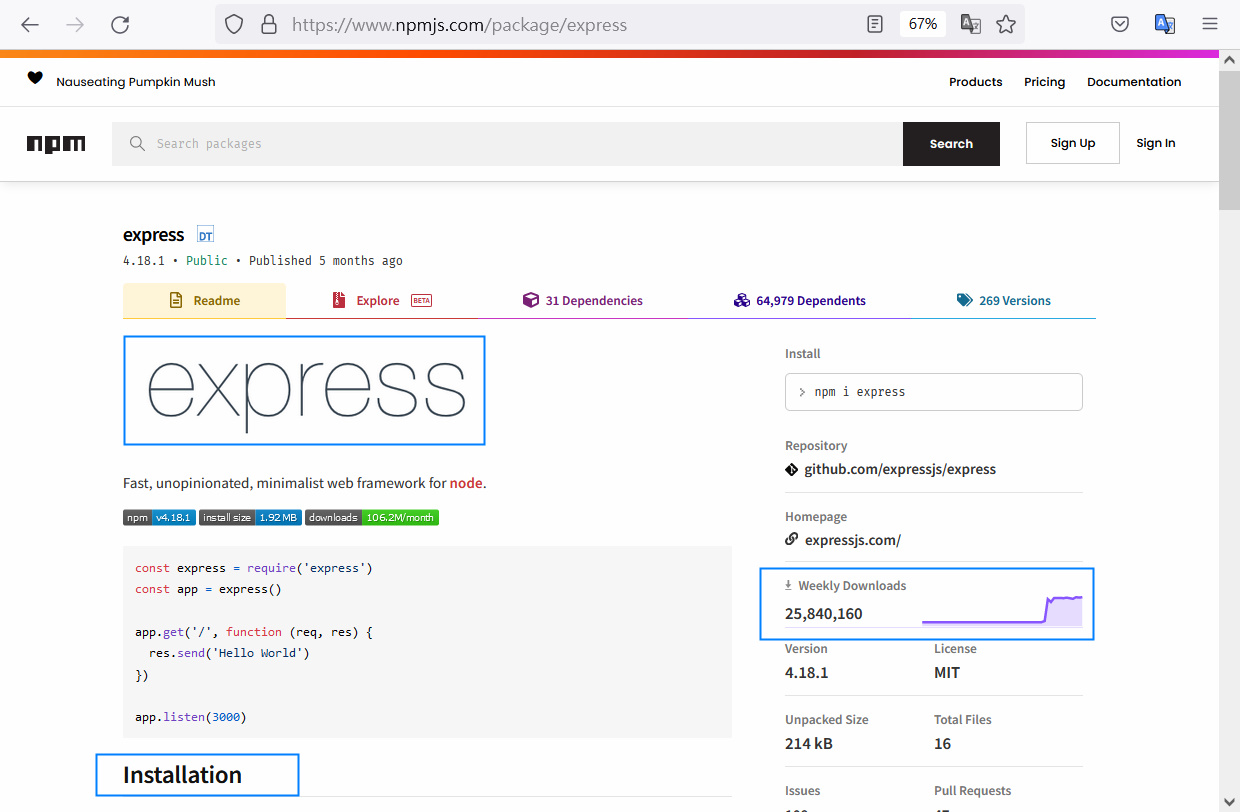 https://www.npmjs.com/package/express
67%
Nauseating Pumpkin Mush
Products Pricing Documentation
npm
Search packages
Search
Sign Up
Sign In
express DT
4.18.1 • Public • Published 5 months ago
Readme
Explore BETA
31 Dependencies
64,979 Dependents
269 Versions
express
Fast, unopinionated, minimalist web framework for node.
npm v4.18.1 install size 1.92 MB downloads 106.2M/month
const express = require('express')
const app = express()
app.get('/', function (req, res) {
res.send('Hello World')
})
app.listen(3000)
Installation
Install
> npm i express
Repository
github.com/expressjs/express
Homepage
expressjs.com/
Weekly Downloads
25,840,160
Version License
4.18.1 MIT
Unpacked Size Total Files
214 kB 16
Issues Pull Requests